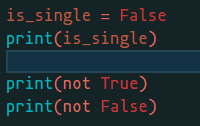 is_single = False
print(is_single)

print(not True)
print(not False)